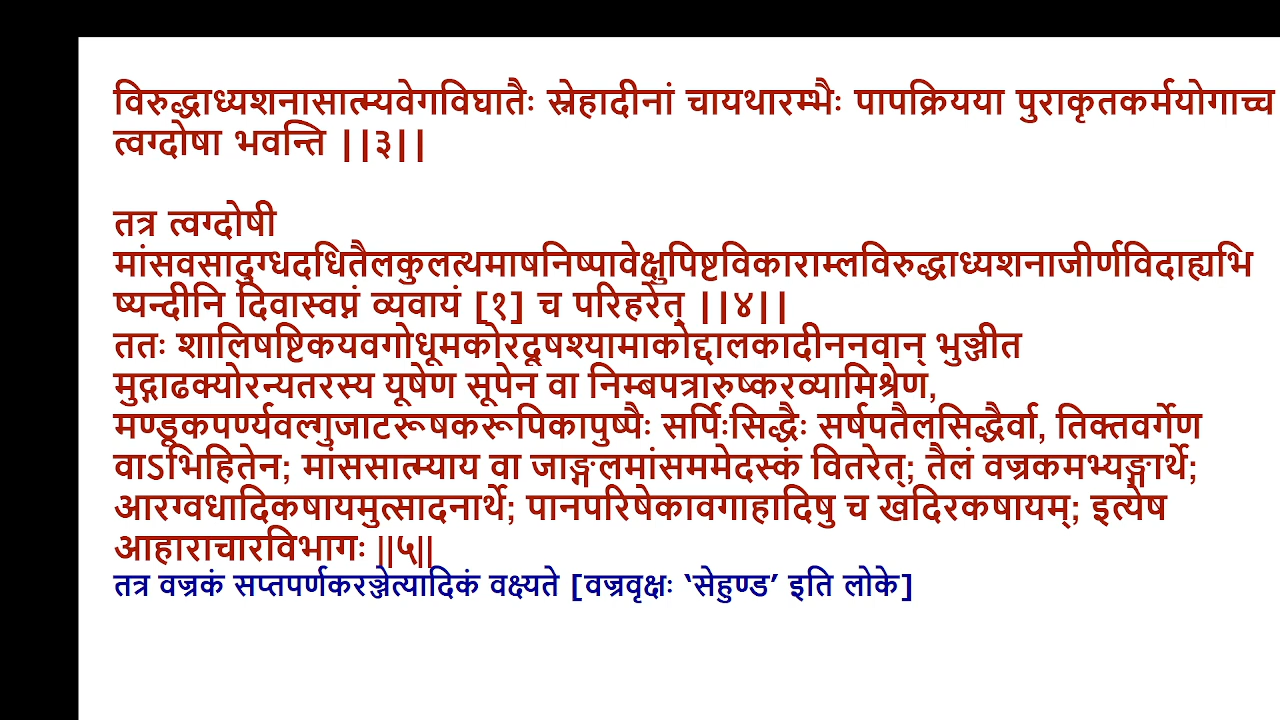 विरुद्धाध्यशनासात्म्यवेगविघातैः स्नेहादीनां चायथारम्भैः पापक्रियया पुराकृतकर्मयोगाच्च
त्वग्दोषा भवन्ति ||३||
तत्र त्वग्दोषी
मांसवसादुग्धदधितैलकुलत्थमाषनिष्पावेक्षुपिष्टविकाराम्लविरुद्धाध्यशनाजीर्णविदाह्यभि
ष्यन्दीनि दिवास्वप्नं व्यवायं [१] च परिहरेत् ||४||
ततः शालिषष्टिकयवगोधूमकोरदूषश्यामाकोद्दालकादीननवान् भुञ्जीत
मुद्गाढक्योरन्यतरस्य यूषेण सूपेन वा निम्बपत्रारुष्करव्यामिश्रेण,
मण्डूकपर्ण्यवल्गुजाटरूषकरूपिकापुष्पैः सर्पिःसिद्धैः सर्षपतैलसिद्धैर्वा, तिक्तवर्गेण
वाऽभिहितेन; मांससात्म्याय वा जाङ्गलमांसममेदस्कं वितरेत्; तैलं वज्रकमभ्यङ्गार्थे;
आरग्वधादिकषायमुत्सादनार्थे; पानपरिषेकावगाहादिषु च खदिरकषायम्; इत्येष
आहाराचारविभागः ||५||
तत्र वज्रकं सप्तपर्णकरञ्जेत्यादिकं वक्ष्यते [वज्रवृक्षः ‘सेहुण्ड’ इति लोके]